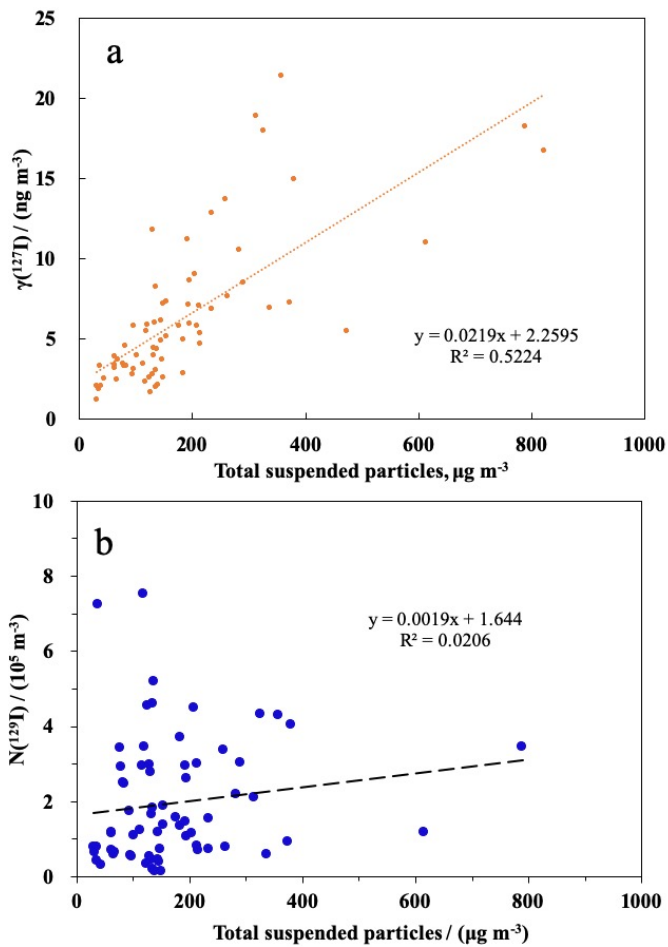 a
25
20
15
10
5
0
γ(¹²⁷I) / (ng m⁻³)
y = 0.0219x + 2.2595
R² = 0.5224
0 200 400 600 800 1000
Total suspended particles, μg m⁻³
b
10
8
6
4
2
0
N(¹²⁹I) / (10⁵ m⁻³)
y = 0.0019x + 1.644
R² = 0.0206
0 200 400 600 800 1000
Total suspended particles / (μg m⁻³)